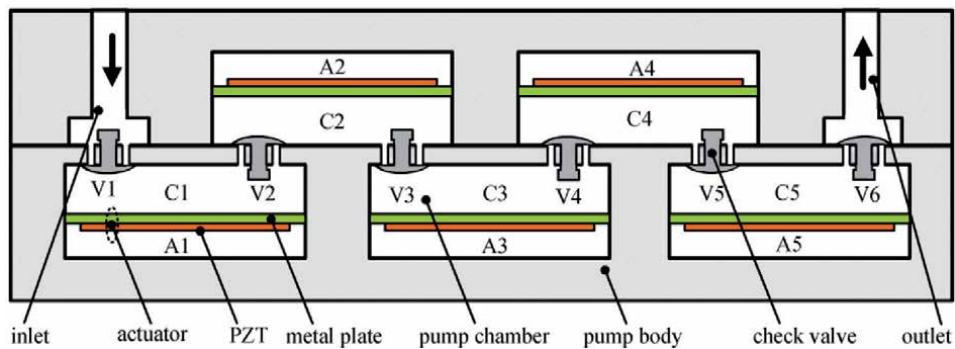 A2 A4
C2 C4
V1 C1 V2 V3 C3 V4 V5 C5 V6
A1 A3 A5
inlet actuator PZT metal plate pump chamber pump body check valve outlet